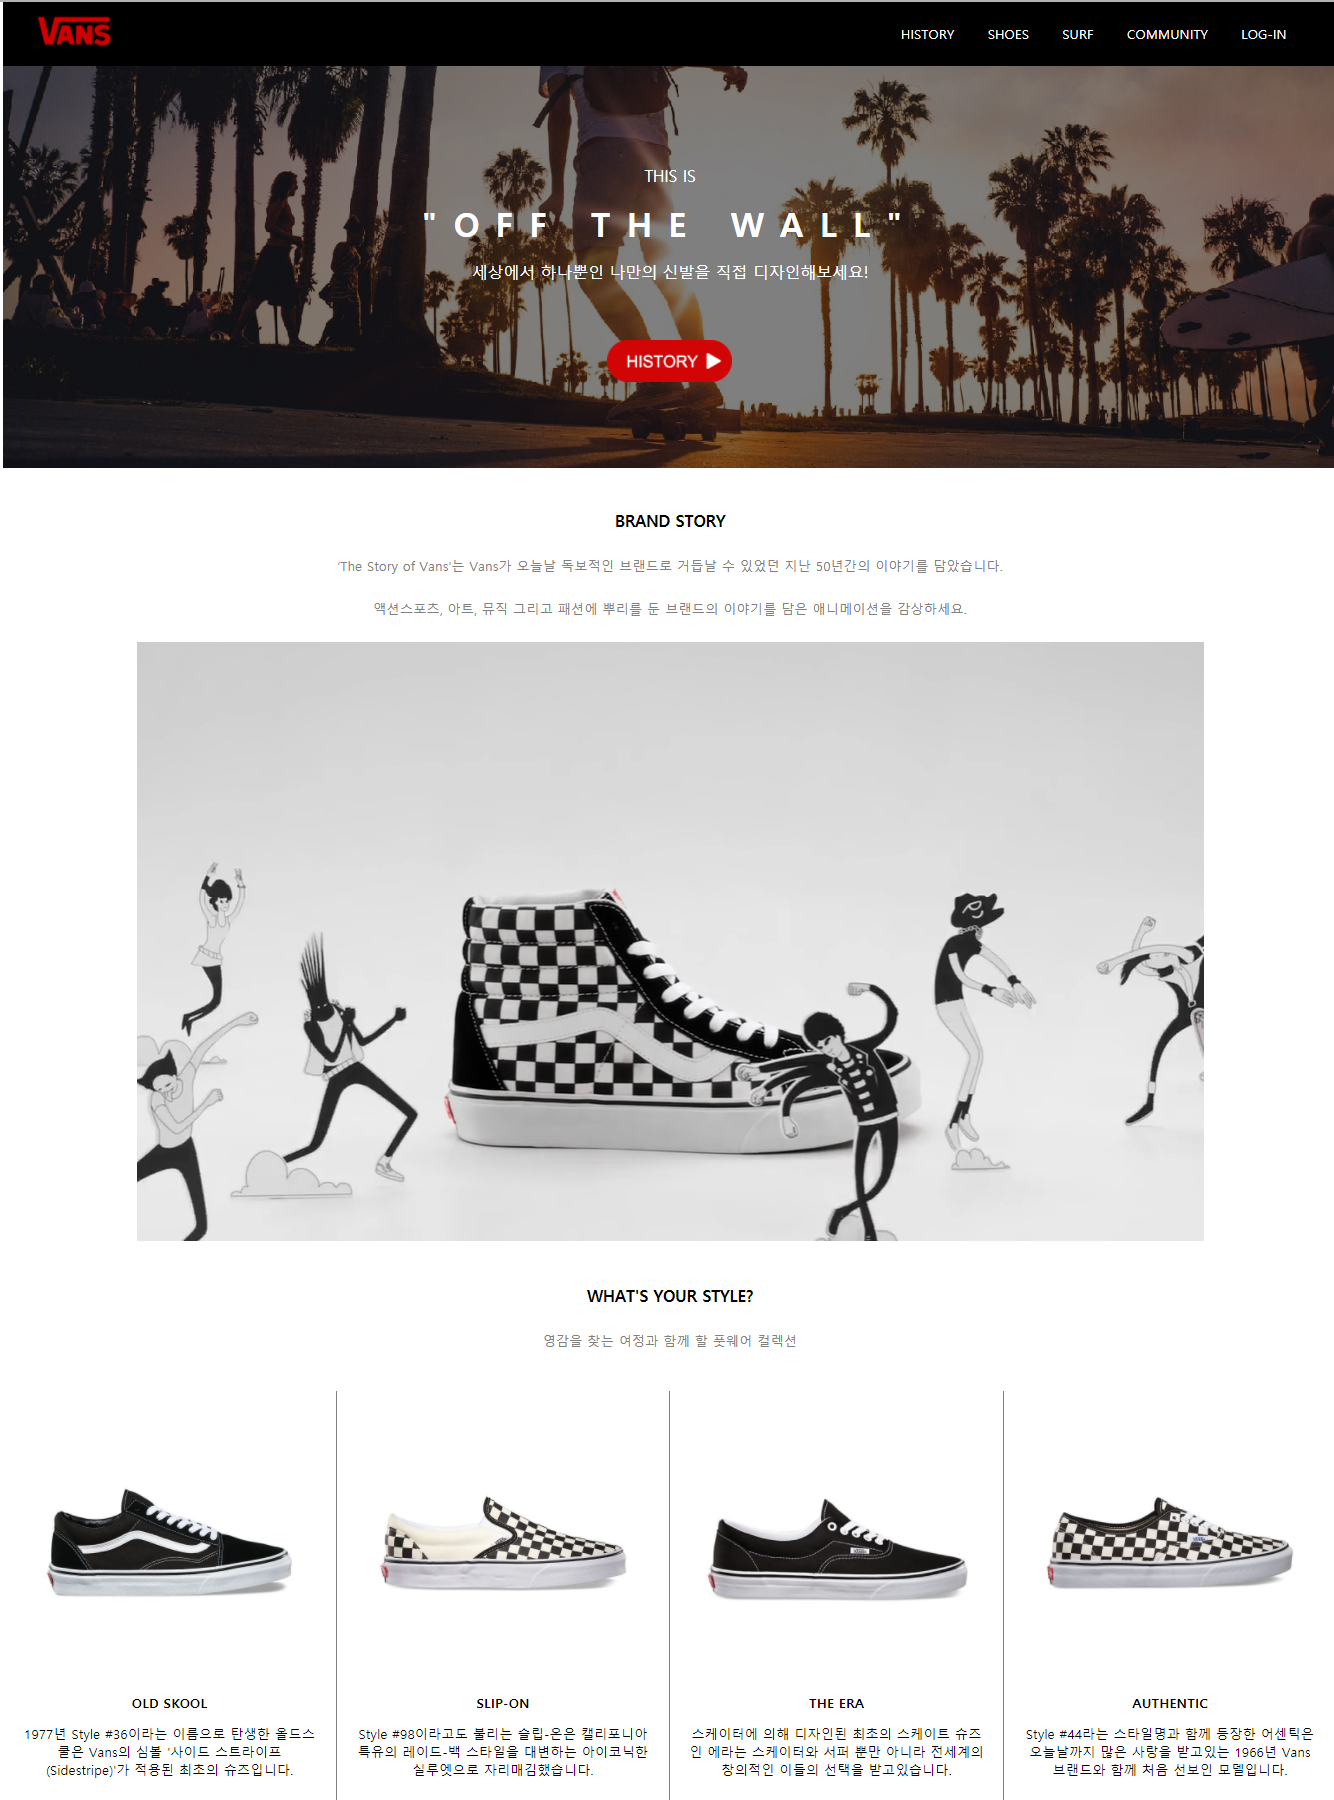 VANS
HISTORY SHOES SURF COMMUNITY LOG-IN
THIS IS
"OFF THE WALL"
세상에서 하나뿐인 나만의 신발을 직접 디자인해보세요!
HISTORY
BRAND STORY
'The Story of Vans'는 Vans가 오늘날 독보적인 브랜드로 거듭날 수 있었던 지난 50년간의 이야기를 담았습니다.
액션스포츠, 아트, 뮤직 그리고 패션에 뿌리를 둔 브랜드의 이야기를 담은 애니메이션을 감상하세요.
WHAT'S YOUR STYLE?
영감을 찾는 여정과 함께 할 풋웨어 컬렉션
OLD SKOOL
1977년 Style #36이라는 이름으로 탄생한 올드스
쿨은 Vans의 심볼 '사이드 스트라이프
(Sidestripe)'가 적용된 최초의 슈즈입니다.
SLIP-ON
Style #98이라고도 불리는 슬립-온은 캘리포니아
특유의 레이드-백 스타일을 대변하는 아이코닉한
실루엣으로 자리매김했습니다.
THE ERA
스케이터에 의해 디자인된 최초의 스케이트 슈즈
인 에라는 스케이터와 서퍼 뿐만 아니라 전세계의
창의적인 이들의 선택을 받고있습니다.
AUTHENTIC
Style #44라는 스타일명과 함께 등장한 어센틱은
오늘날까지 많은 사랑을 받고있는 1966년 Vans
브랜드와 함께 처음 선보인 모델입니다.